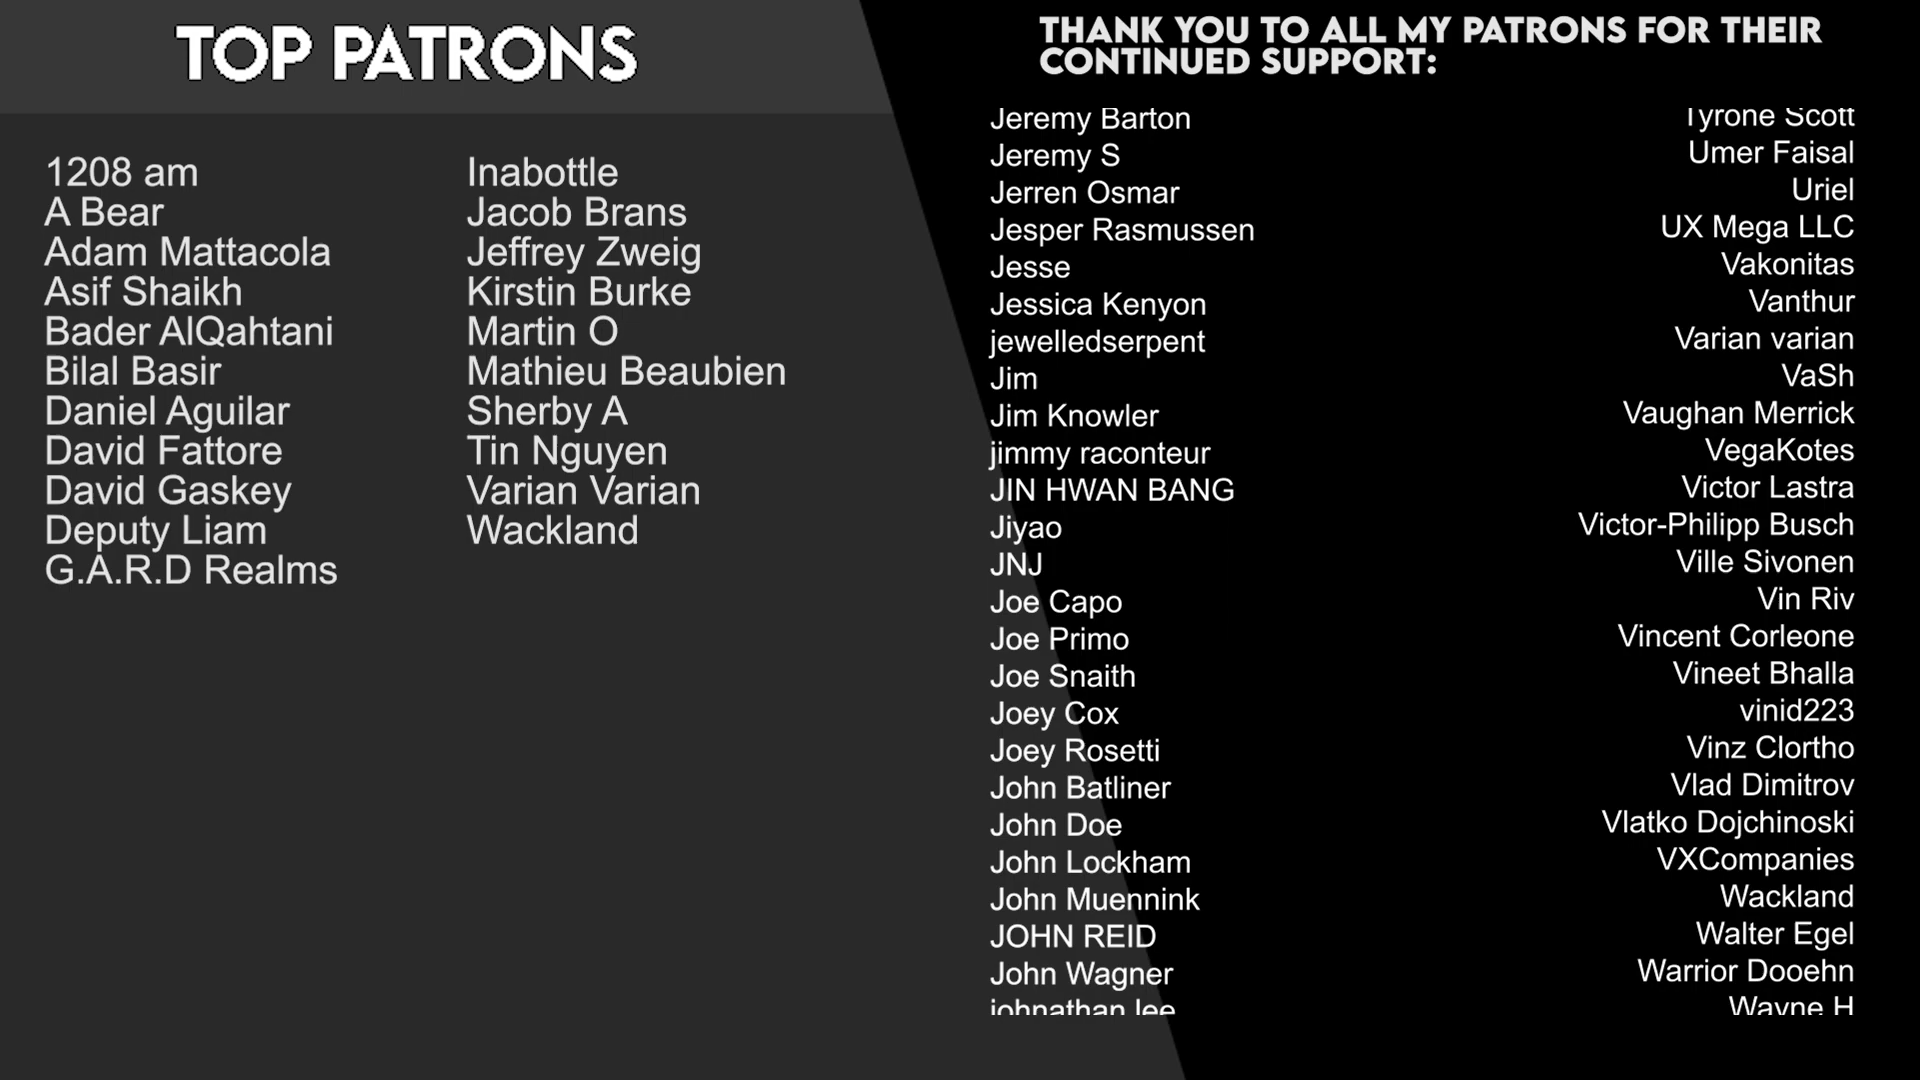 TOP PATRONS
1208 am
A Bear
Adam Mattacola
Asif Shaikh
Bader AlQahtani
Bilal Basir
Daniel Aguilar
David Fattore
David Gaskey
Deputy Liam
G.A.R.D Realms
Inabottle
Jacob Brans
Jeffrey Zweig
Kirstin Burke
Martin O
Mathieu Beaubien
Sherby A
Tin Nguyen
Varian Varian
Wackland
THANK YOU TO ALL MY PATRONS FOR THEIR
CONTINUED SUPPORT:
Jeremy Barton
Jeremy S
Jerren Osmar
Jesper Rasmussen
Jesse
Jessica Kenyon
jewelledserpent
Jim
Jim Knowler
jimmy raconteur
JIN HWAN BANG
Jiyao
JNJ
Joe Capo
Joe Primo
Joe Snaith
Joey Cox
Joey Rosetti
John Batliner
John Doe
John Lockham
John Muennink
JOHN REID
John Wagner
johnathan lee
Tyrone Scott
Umer Faisal
Uriel
UX Mega LLC
Vakonitas
Vanthur
Varian varian
VaSh
Vaughan Merrick
VegaKotes
Victor Lastra
Victor-Philipp Busch
Ville Sivonen
Vin Riv
Vincent Corleone
Vineet Bhalla
vinid223
Vinz Clortho
Vlad Dimitrov
Vlatko Dojchinoski
VXCompanies
Wackland
Walter Egel
Warrior Dooehn
Wayne H